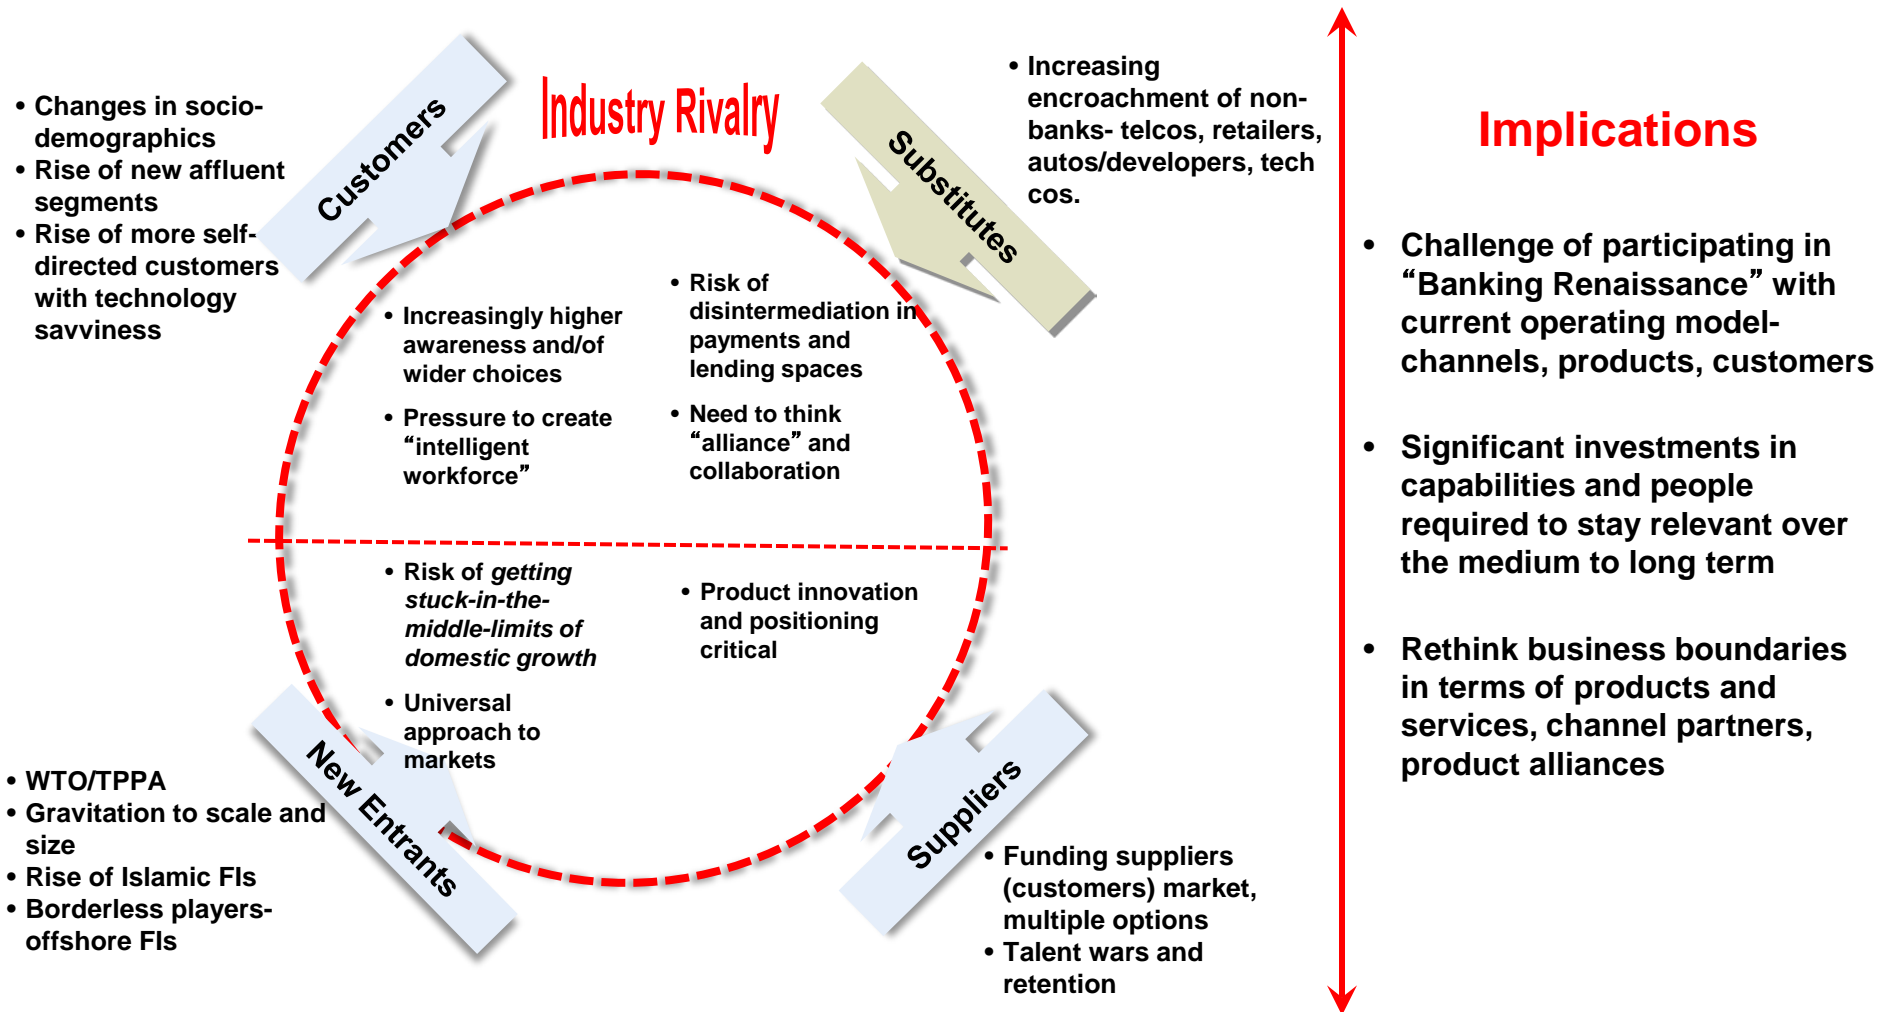 Industry Rivalry
Customers
• Changes in socio-
demographics
• Rise of new affluent
segments
• Rise of more self-
directed customers
with technology
savviness
Substitutes
• Increasing
encroachment of non-
banks- telcos, retailers,
autos/developers, tech
cos.
• Increasingly higher
awareness and/of
wider choices
• Pressure to create
“intelligent
workforce”
• Risk of
disintermediation in
payments and
lending spaces
• Need to think
“alliance” and
collaboration
• Risk of getting
stuck-in-the-
middle-limits of
domestic growth
• Universal
approach to
markets
• Product innovation
and positioning
critical
New Entrants
• WTO/TPPA
• Gravitation to scale and
size
• Rise of Islamic FIs
• Borderless players-
offshore FIs
Suppliers
• Funding suppliers
(customers) market,
multiple options
• Talent wars and
retention
Implications
• Challenge of participating in
“Banking Renaissance” with
current operating model-
channels, products, customers
• Significant investments in
capabilities and people
required to stay relevant over
the medium to long term
• Rethink business boundaries
in terms of products and
services, channel partners,
product alliances